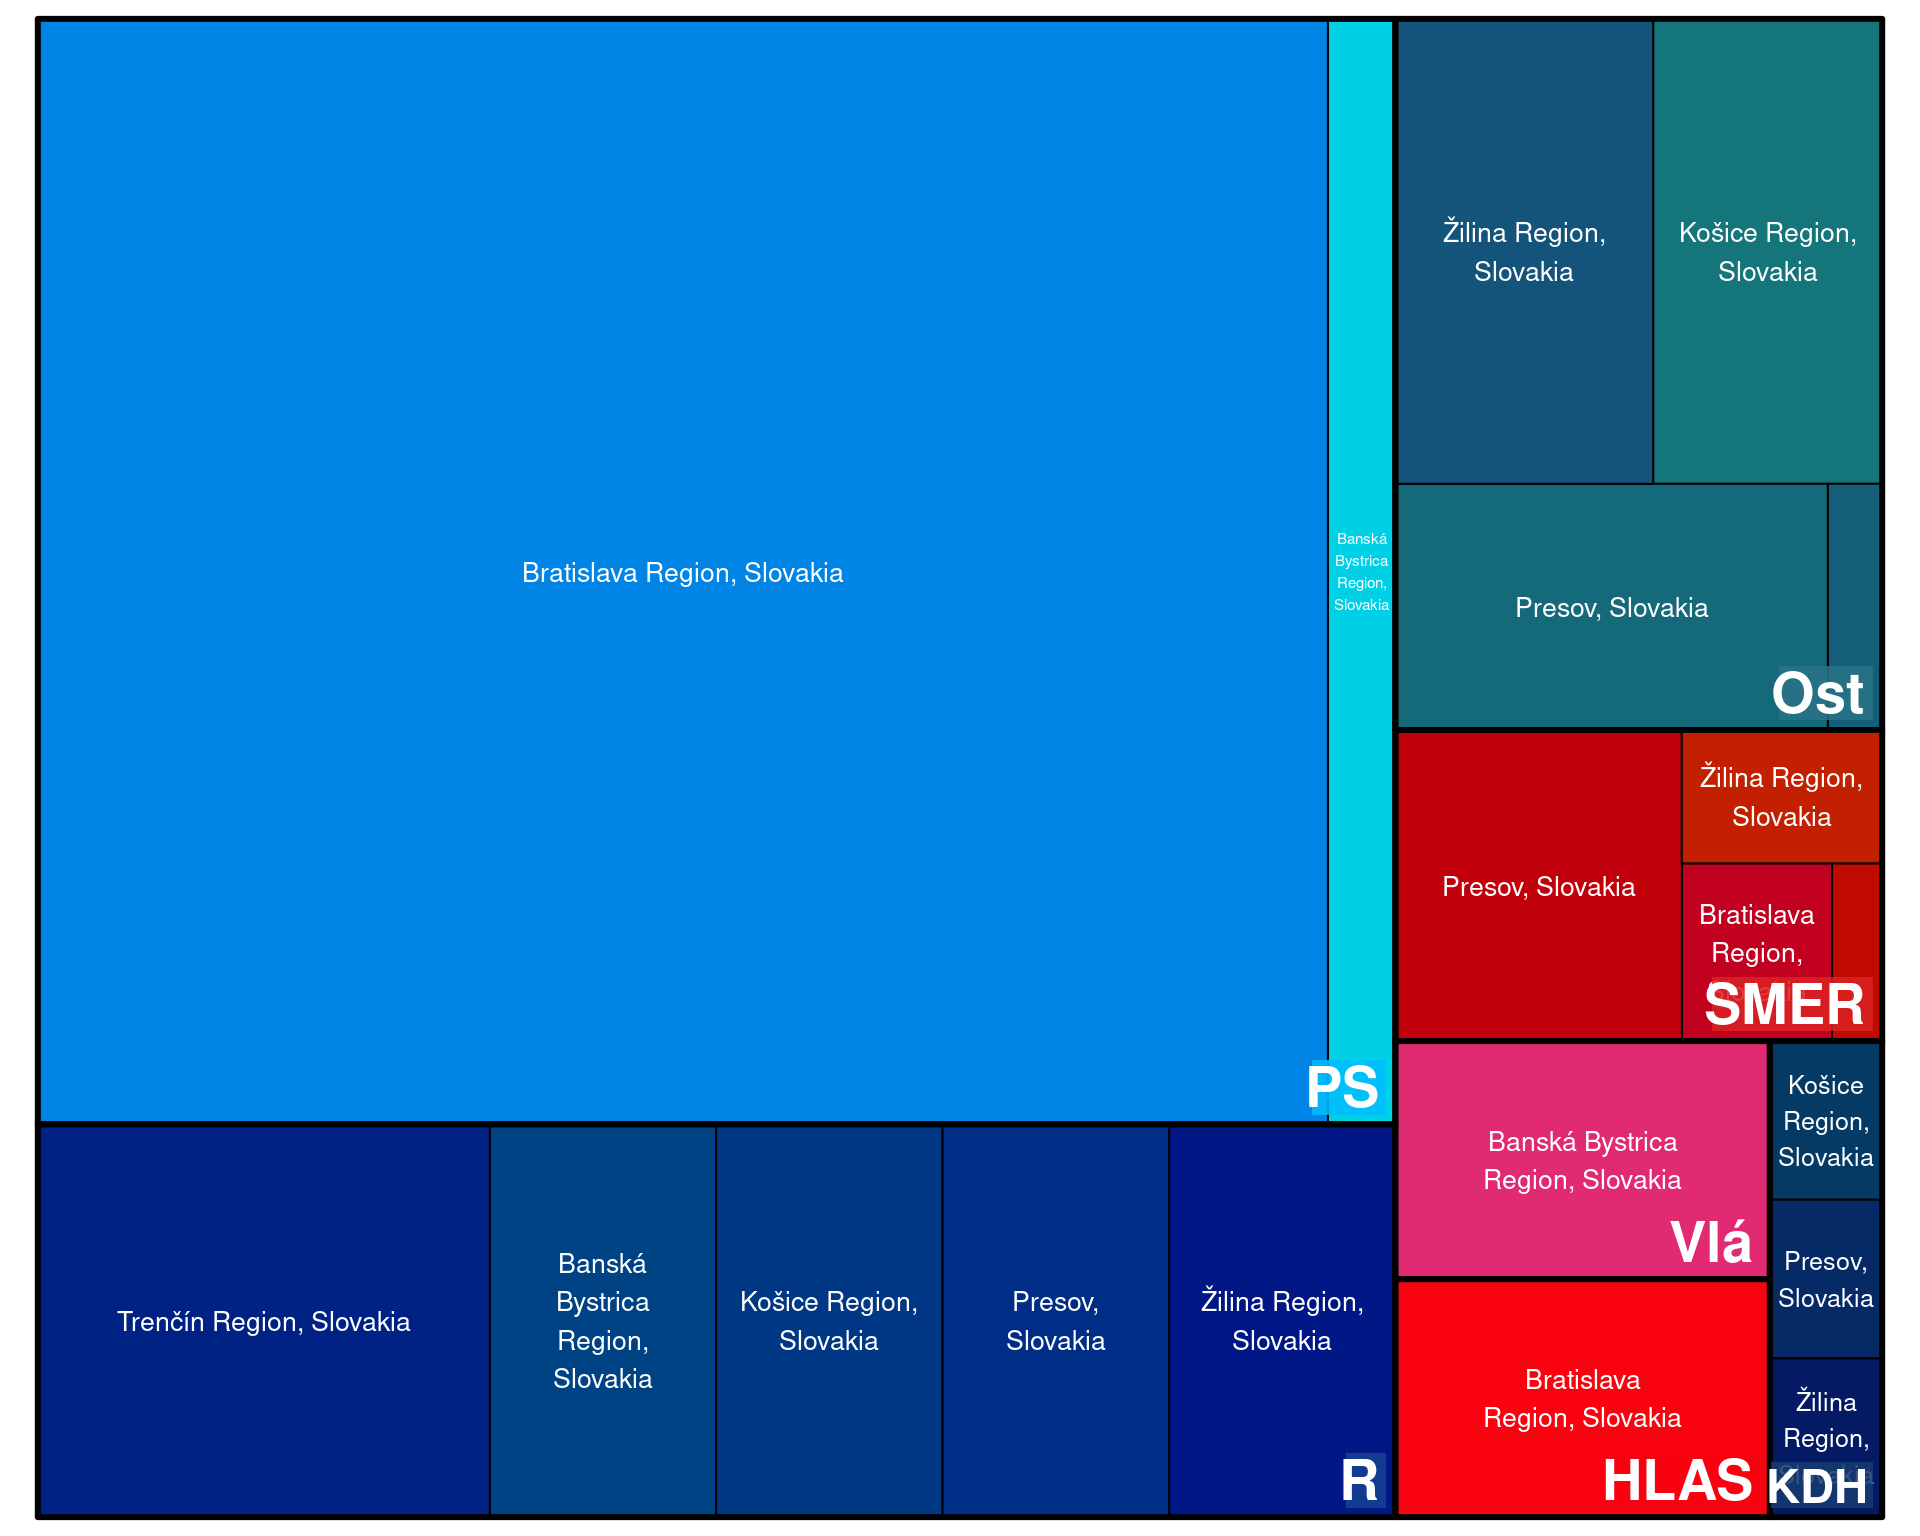 Bratislava Region, Slovakia
Banská
Bystrica
Region,
Slovakia
PS
Trenčín Region, Slovakia
Banská
Bystrica
Region,
Slovakia
Košice Region,
Slovakia
Presov,
Slovakia
Žilina Region,
Slovakia
R
Žilina Region,
Slovakia
Košice Region,
Slovakia
Presov, Slovakia
Ost
Presov, Slovakia
Žilina Region,
Slovakia
Bratislava
Region,
SMER
Banská Bystrica
Region, Slovakia
Vlá
Bratislava
Region, Slovakia
HLAS
Košice
Region,
Slovakia
Presov,
Slovakia
Žilina
Region,
KDH